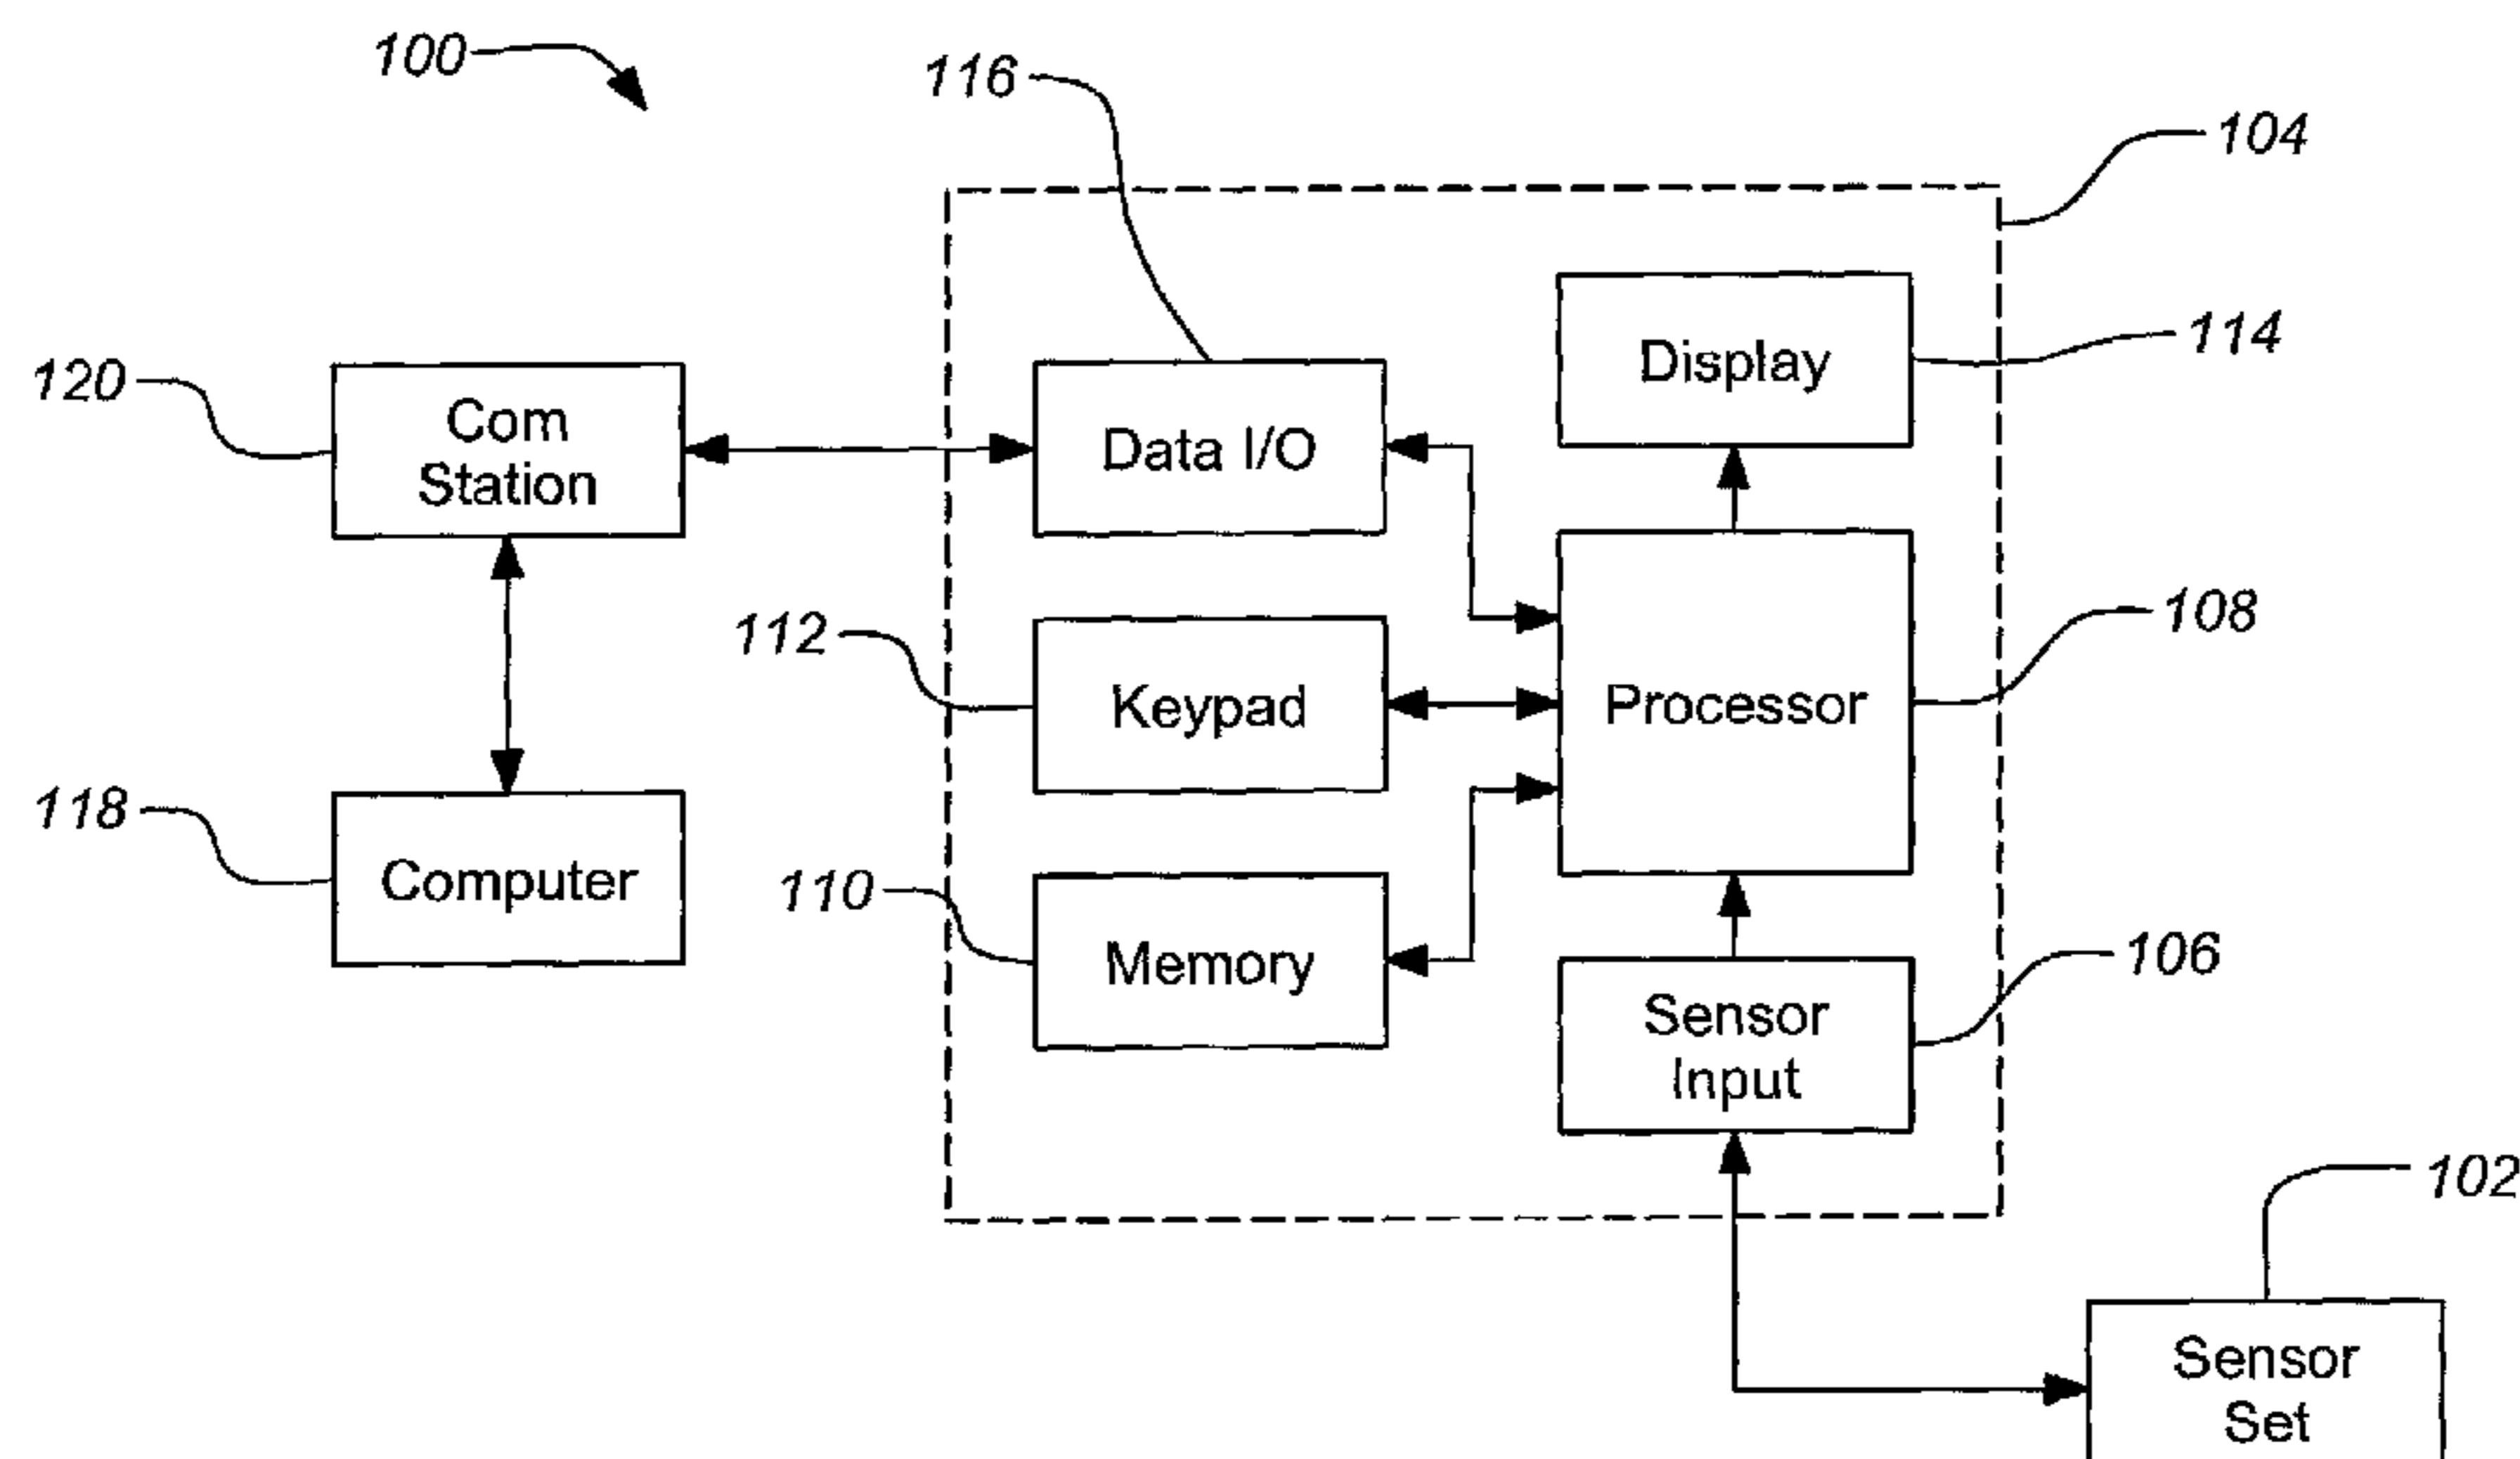 100
116
104
Display
114
120
Com
Station
Data I/O
112
Keypad
Processor
108
118
Computer
110
Memory
Sensor
Input
106
102
Sensor
Set